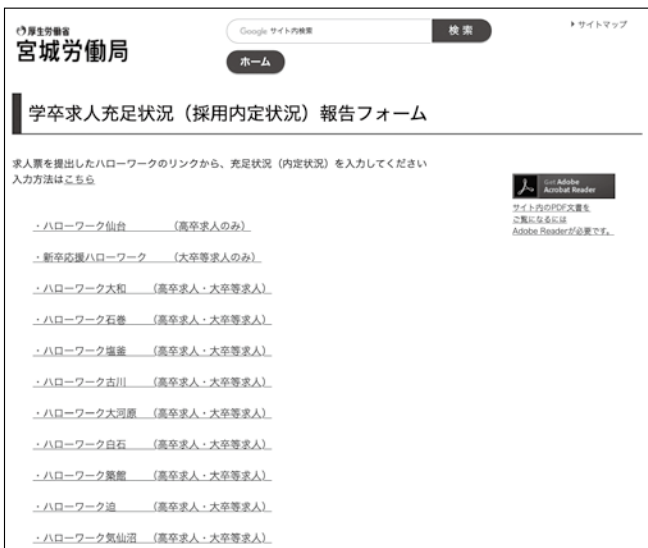 厚生労働省
宮城労働局
Google サイト内検索
検索
サイトマップ
ホーム
学卒求人充足状況（採用内定状況）報告フォーム
求人票を提出したハローワークのリンクから、充足状況（内定状況）を入力してください
入力方法はこちら
Get Adobe
Acrobat Reader
サイト内のPDF文書を
ご覧になるには
Adobe Readerが必要です。
・ハローワーク仙台 （高卒求人のみ）
・新卒応援ハローワーク （大卒等求人のみ）
・ハローワーク大和 （高卒求人・大卒等求人）
・ハローワーク石巻 （高卒求人・大卒等求人）
・ハローワーク塩釜 （高卒求人・大卒等求人）
・ハローワーク古川 （高卒求人・大卒等求人）
・ハローワーク大河原 （高卒求人・大卒等求人）
・ハローワーク白石 （高卒求人・大卒等求人）
・ハローワーク築館 （高卒求人・大卒等求人）
・ハローワーク迫 （高卒求人・大卒等求人）
・ハローワーク気仙沼 （高卒求人・大卒等求人）